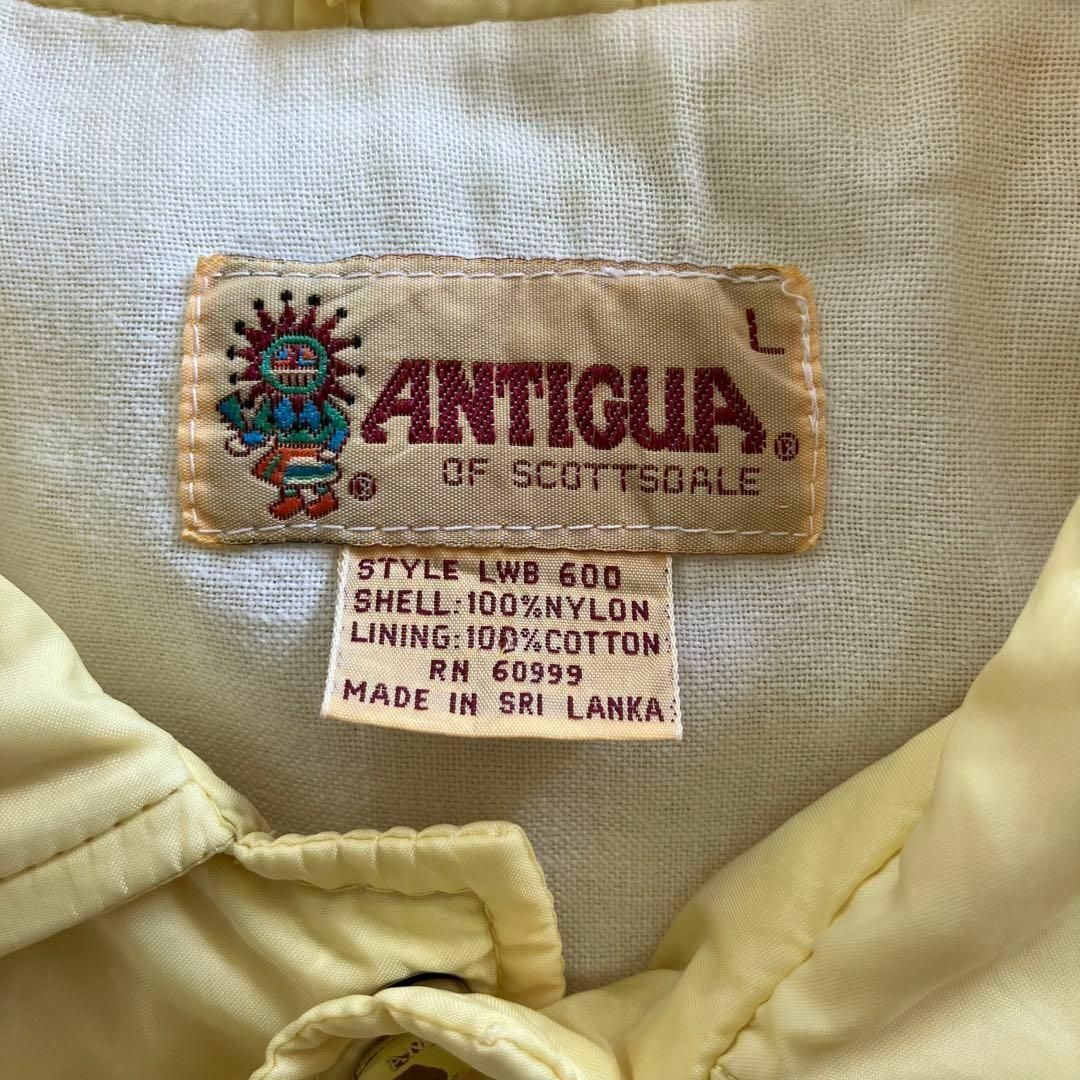 L
ANTIGUA®
®
OF SCOTTSDALE
STYLE LWB 600
SHELL:100%NYLON
LINING:100%COTTON
RN 60999
MADE IN SRI LANKA